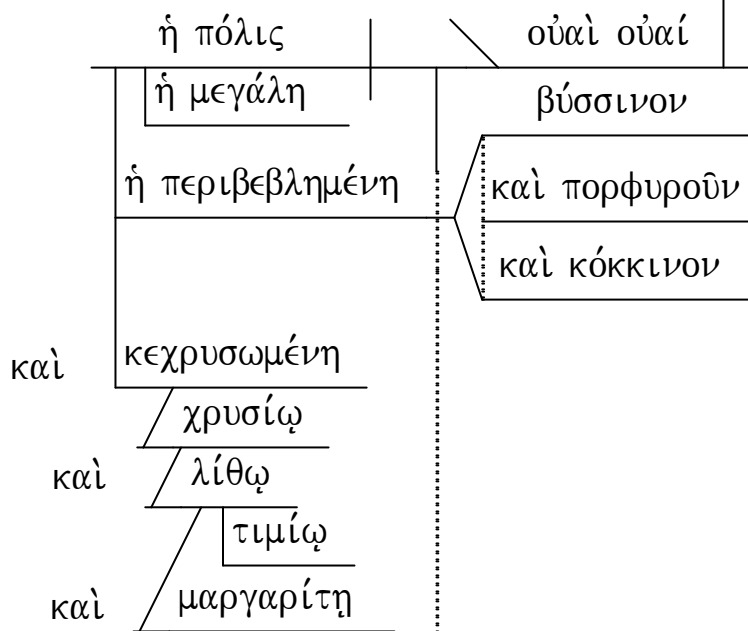 ἡ πόλις οὐαὶ οὐαί
ἡ μεγάλη βύσσινον
ἡ περιβεβλημένη καὶ πορφυροῦν
καὶ κόκκινον
καὶ κεχρυσωμένη
χρυσίῳ
καὶ λίθῳ
τιμίῳ
καὶ μαργαρίτῃ